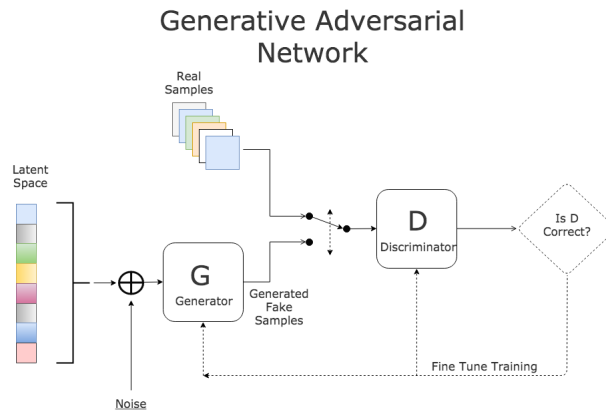 Generative Adversarial
Network
Real
Samples
Latent
Space
G
Generator
Generated
Fake
Samples
D
Discriminator
Is D
Correct?
Fine Tune Training
Noise